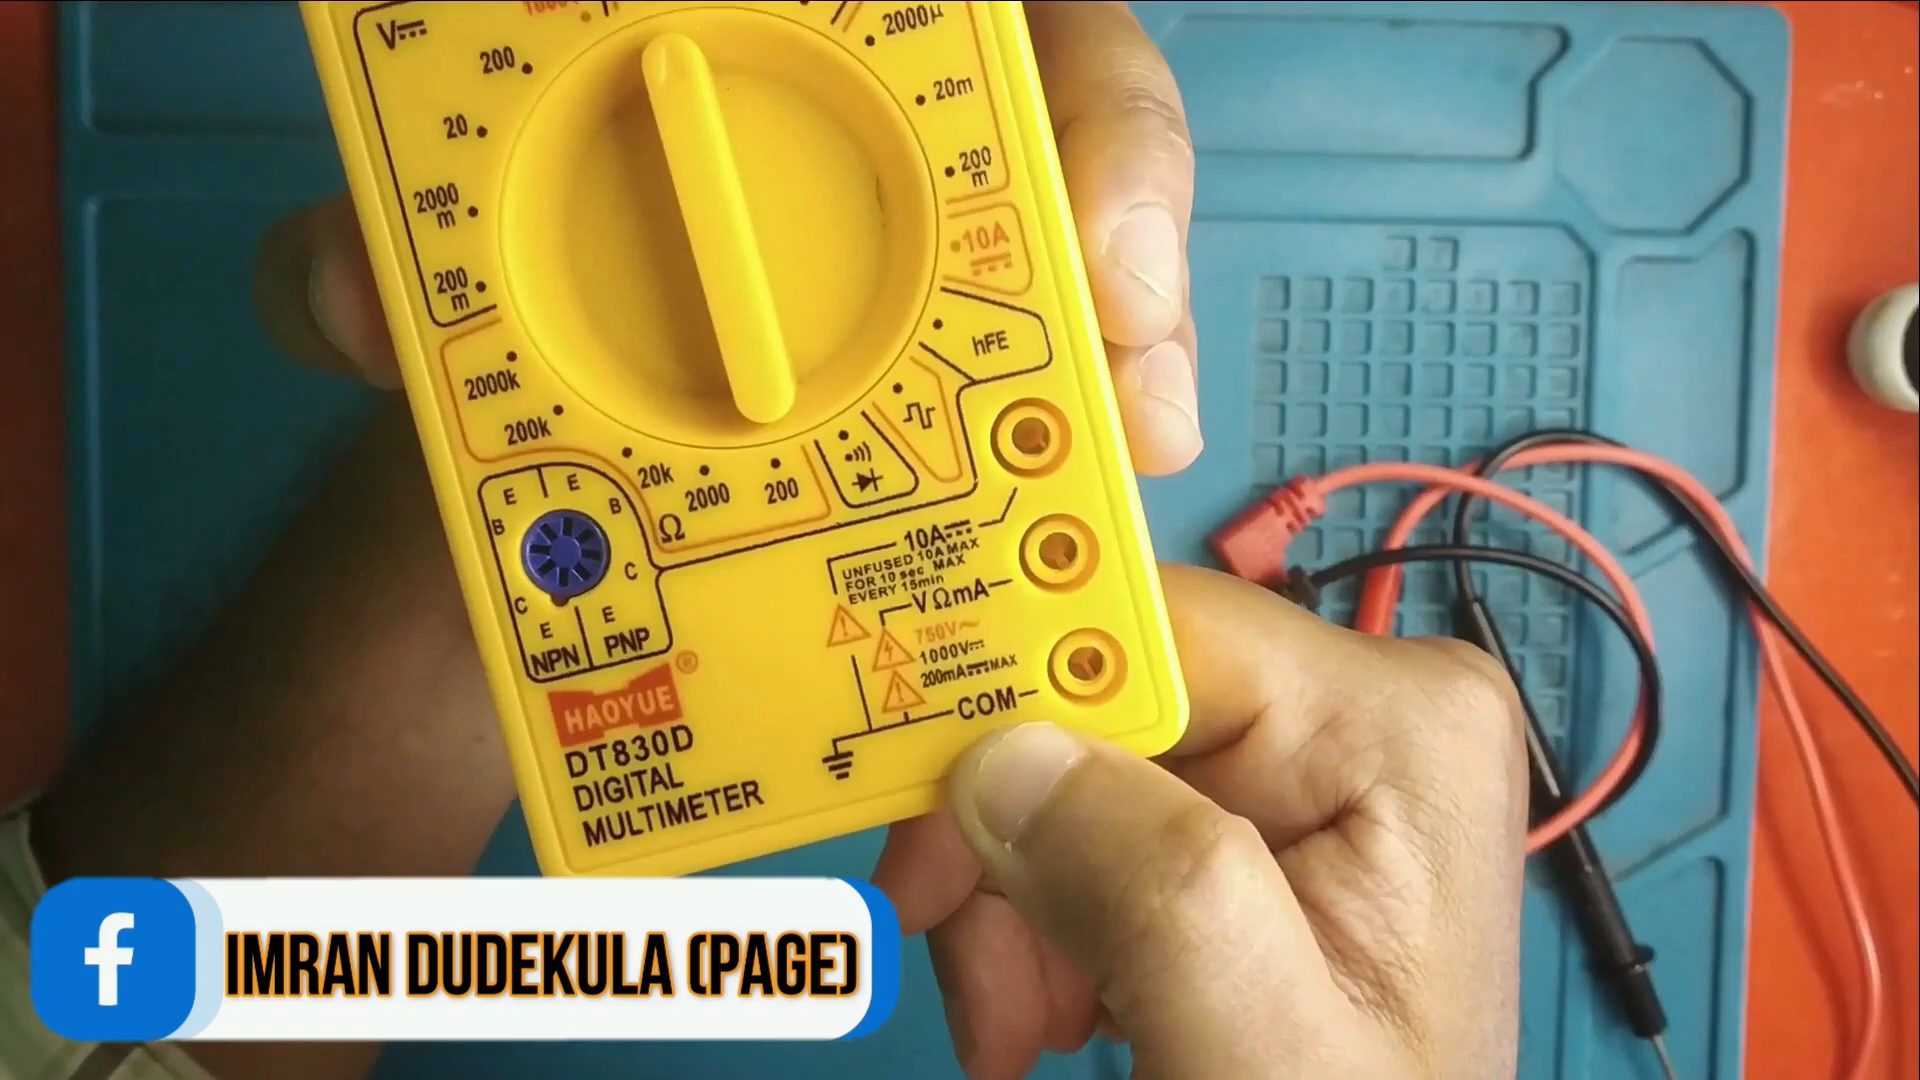 V
200
20
2000
m
200
m
2000k
200k
20k
2000
200
Ω
2000µ
20m
200
m
10A
hFE
E E
B B
C C
E E
NPN PNP
10A
UNFUSED 10A MAX
FOR 10 sec MAX
EVERY 15min
VΩmA
750V~
1000V
200mA MAX
COM
HAOYUE ®
DT830D
DIGITAL
MULTIMETER
f
IMRAN DUDEKULA (PAGE)